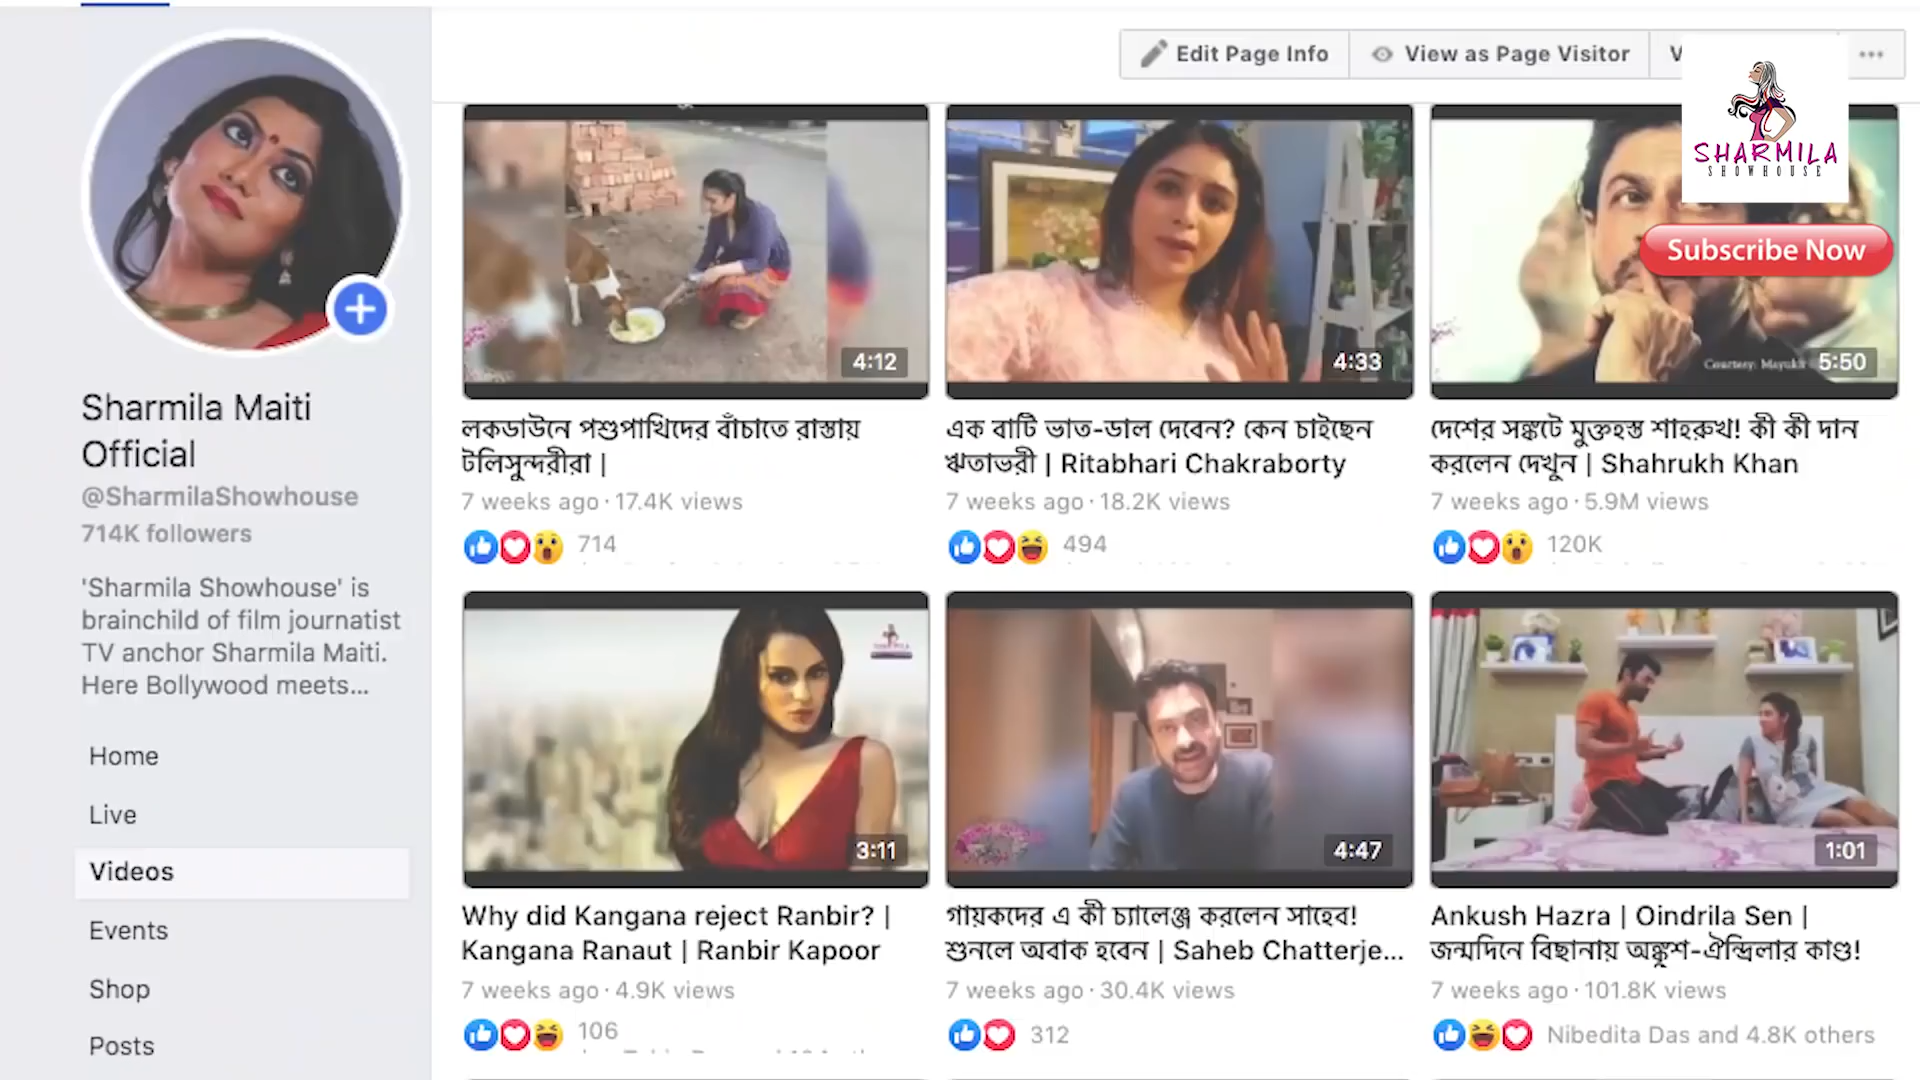 Edit Page Info
View as Page Visitor
SHARMILA
SHOWHOUSE
Subscribe Now
Sharmila Maiti
Official
@SharmilaShowhouse
714K followers
'Sharmila Showhouse' is
brainchild of film journatist
TV anchor Sharmila Maiti.
Here Bollywood meets...
Home
Live
Videos
Events
Shop
Posts
4:12
লকডাউনে পশুপাখিদের বাঁচাতে রাস্তায়
টলিসুন্দরীরা |
7 weeks ago · 17.4K views
714
4:33
এক বাটি ভাত-ডাল দেবেন? কেন চাইছেন
ঋতাভরী | Ritabhari Chakraborty
7 weeks ago · 18.2K views
494
Courtesy: Mayukh
5:50
দেশের সঙ্কটে মুক্তহস্ত শাহরুখ! কী কী দান
করলেন দেখুন | Shahrukh Khan
7 weeks ago · 5.9M views
120K
3:11
Why did Kangana reject Ranbir? |
Kangana Ranaut | Ranbir Kapoor
7 weeks ago · 4.9K views
106
4:47
গায়কদের এ কী চ্যালেঞ্জ করলেন সাহেব!
শুনলে অবাক হবেন | Saheb Chatterje...
7 weeks ago · 30.4K views
312
1:01
Ankush Hazra | Oindrila Sen |
জন্মদিনে বিছানায় অঙ্কুশ-ঐন্দ্রিলার কাণ্ড!
7 weeks ago · 101.8K views
Nibedita Das and 4.8K others